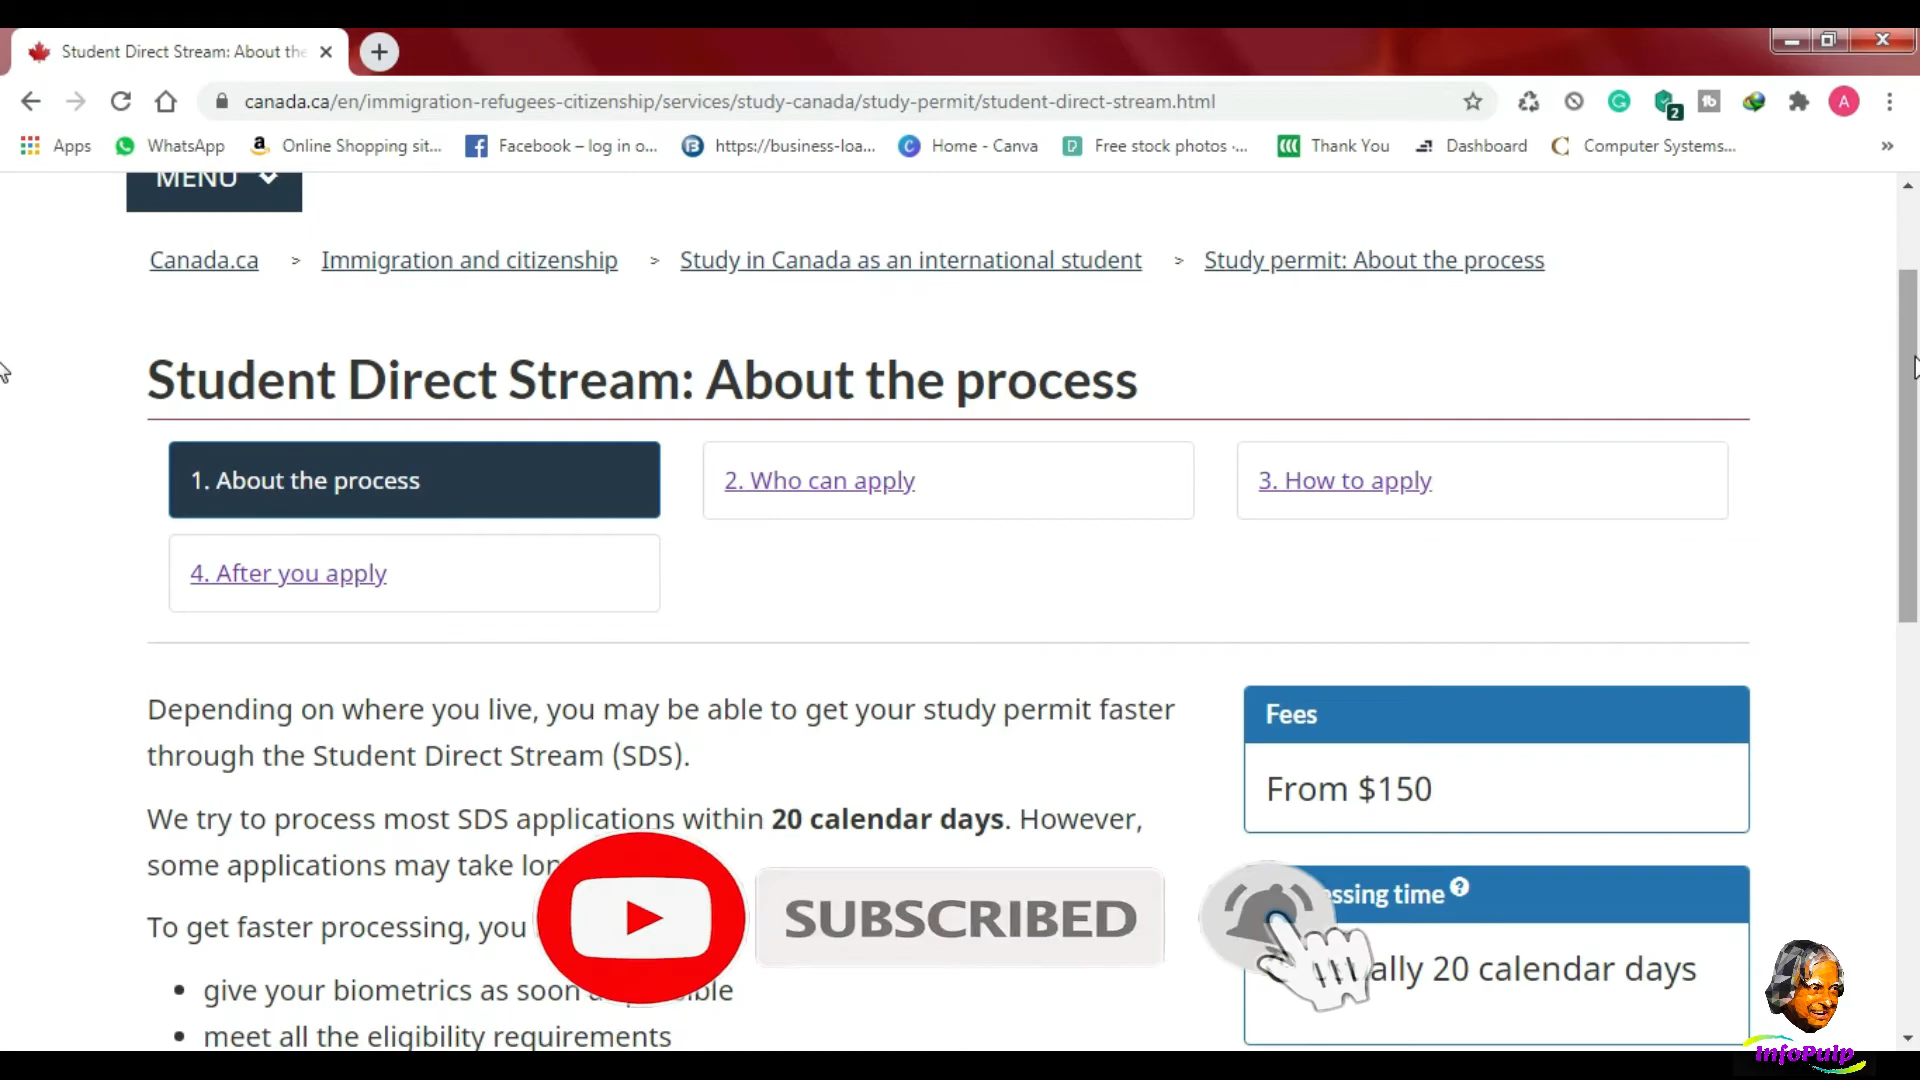 Student Direct Stream: About the
canada.ca/en/immigration-refugees-citizenship/services/study-canada/study-permit/student-direct-stream.html
2
A
Apps
WhatsApp
Online Shopping sit...
Facebook – log in o...
https://business-loa...
Home - Canva
Free stock photos ·...
Thank You
Dashboard
Computer Systems...
»
MENU
Canada.ca > Immigration and citizenship > Study in Canada as an international student > Study permit: About the process
Student Direct Stream: About the process
1. About the process
2. Who can apply
3. How to apply
4. After you apply
Depending on where you live, you may be able to get your study permit faster
through the Student Direct Stream (SDS).
We try to process most SDS applications within 20 calendar days. However,
some applications may take
To get faster processing, you
• give your biometrics as soon
• meet all the eligibility requirements
Fees
From $150
time
20 calendar days
SUBSCRIBED
InfoPulp